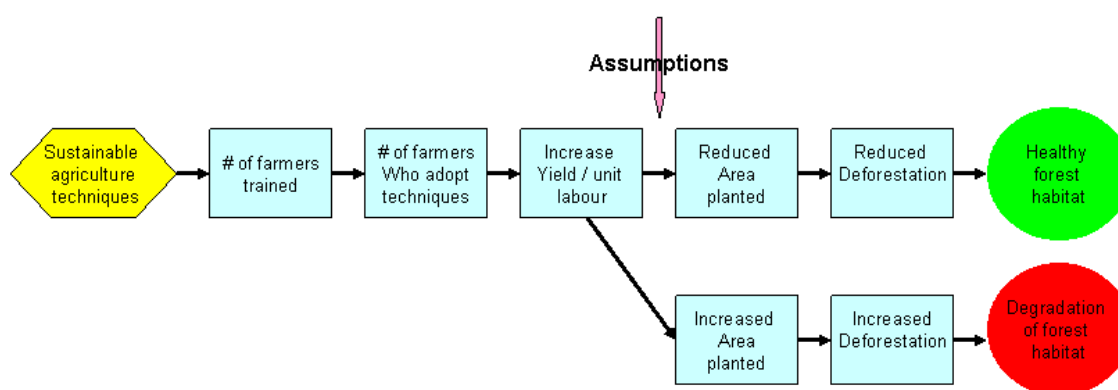 Assumptions
Sustainable
agriculture
techniques
# of farmers
trained
# of farmers
Who adopt
techniques
Increase
Yield / unit
labour
Reduced
Area
planted
Reduced
Deforestation
Healthy
forest
habitat
Increased
Area
planted
Increased
Deforestation
Degradation
of forest
habitat